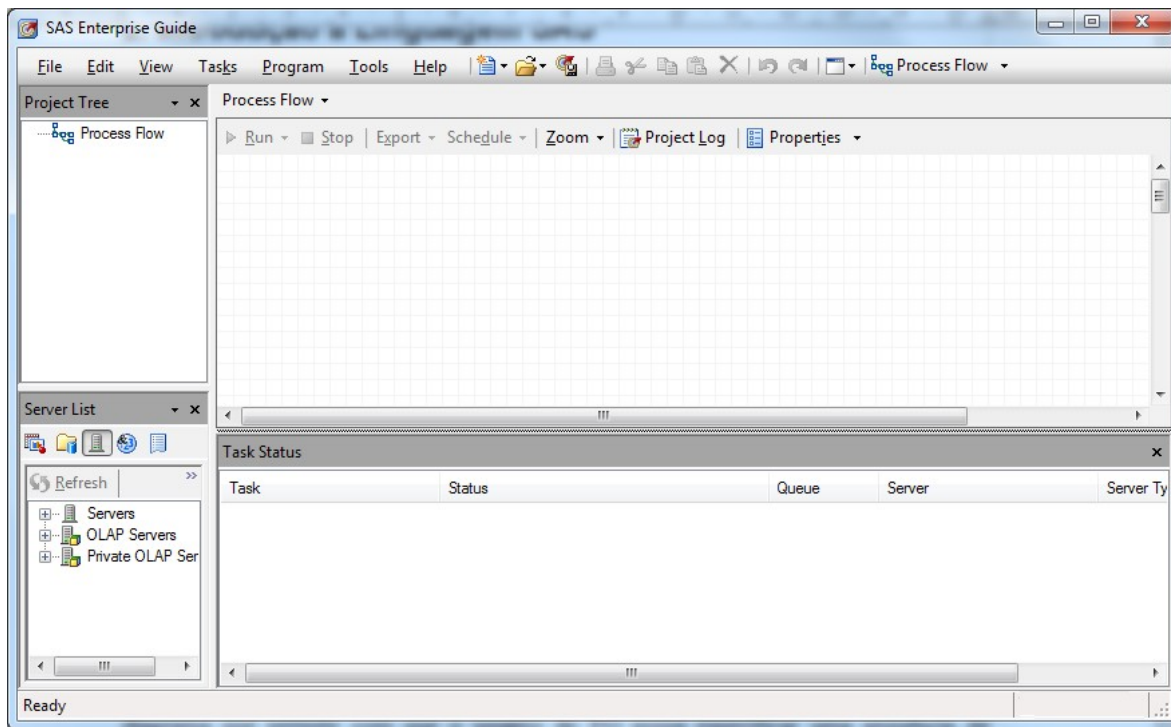 SAS Enterprise Guide
File Edit View Tasks Program Tools Help Process Flow
Project Tree
Process Flow
Process Flow
Run Stop Export Schedule Zoom Project Log Properties
Server List
Refresh
Servers
OLAP Servers
Private OLAP Ser
Task Status
Task Status Queue Server Server Ty
Ready